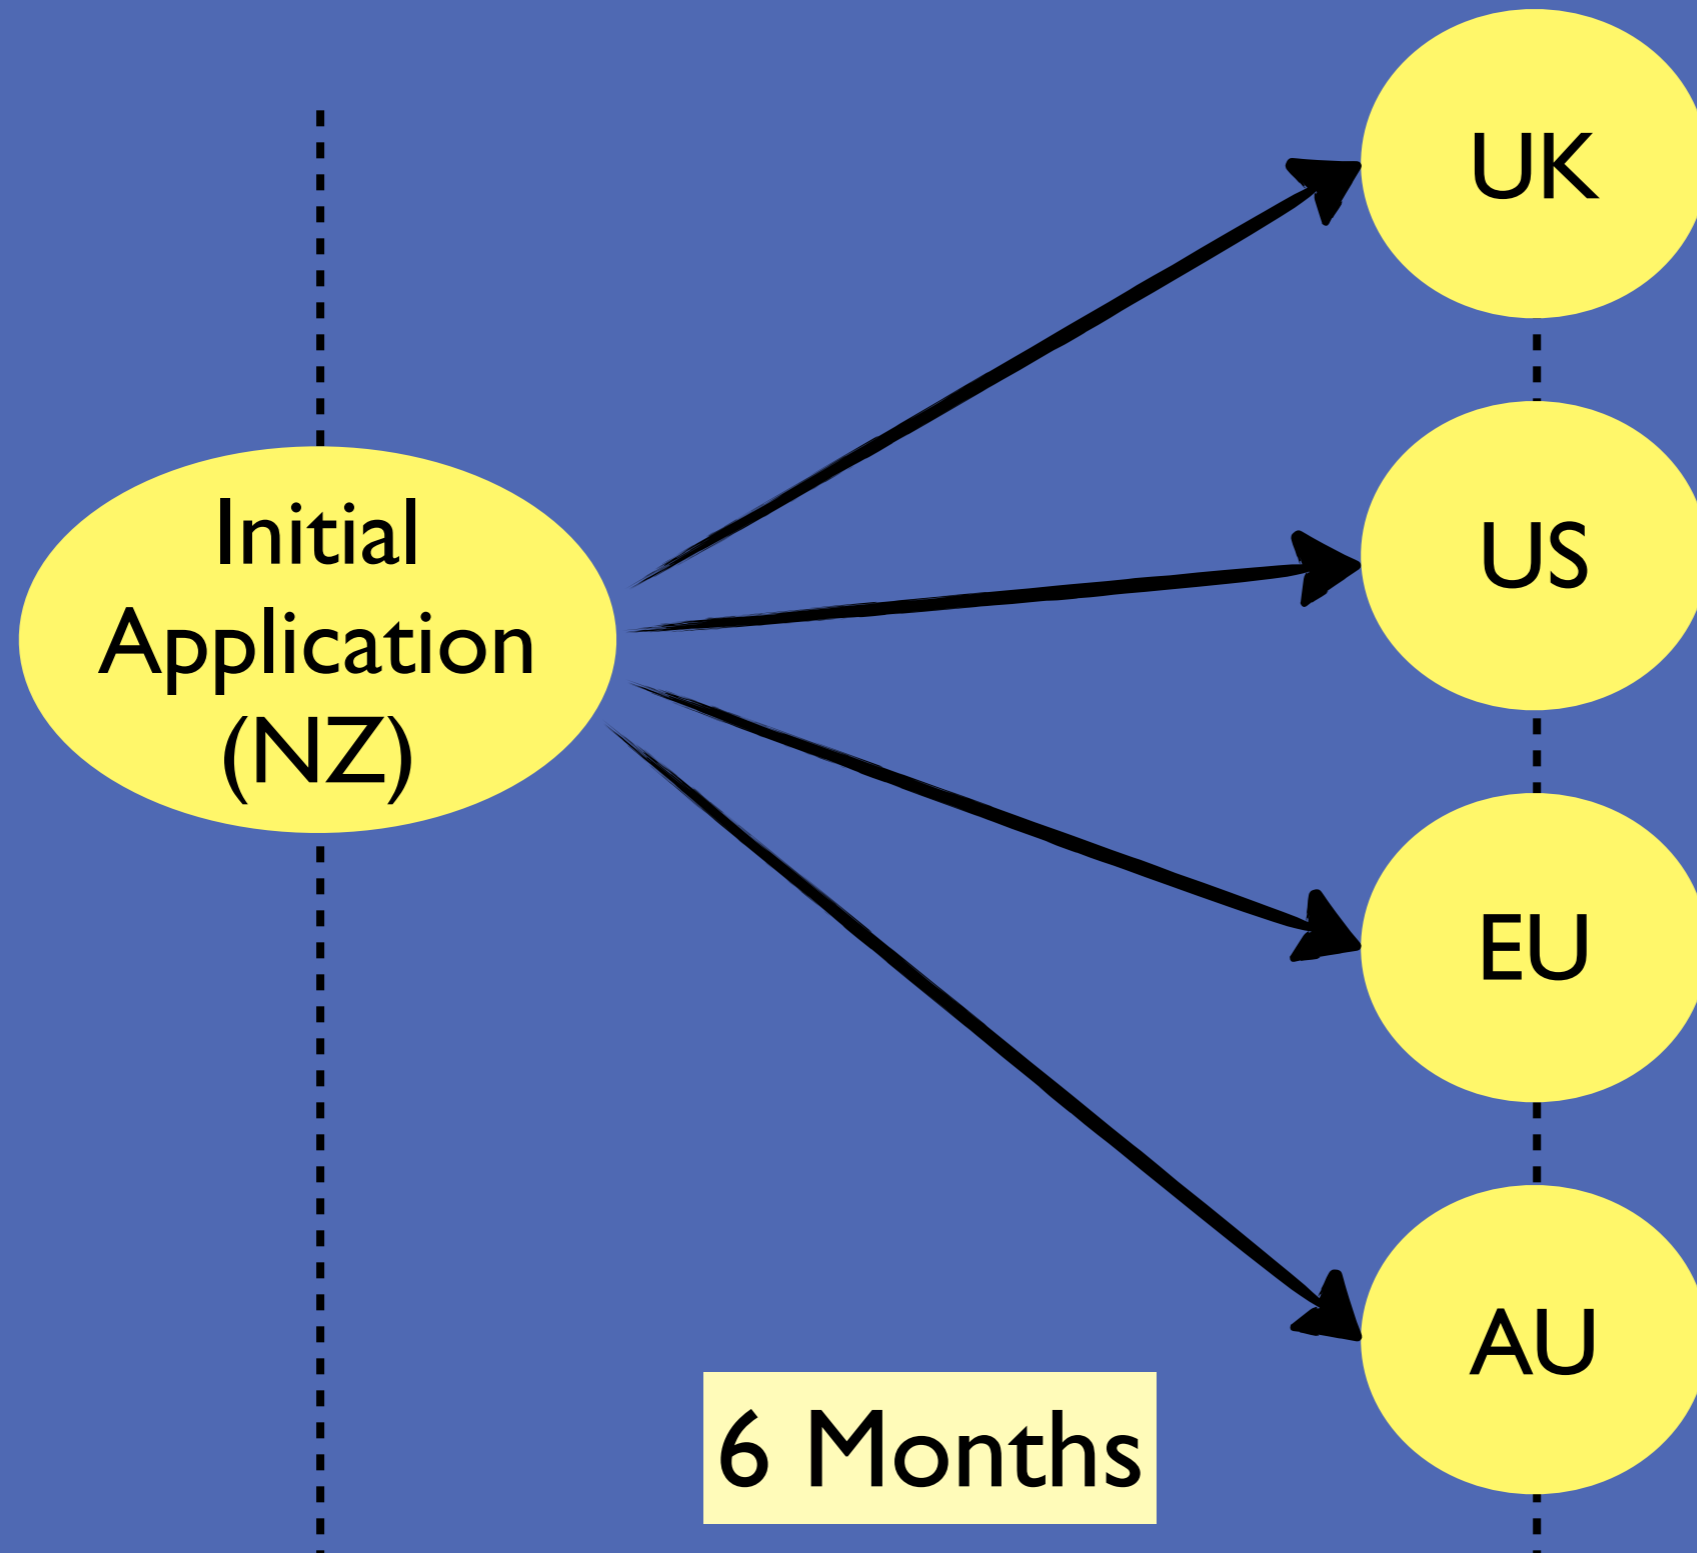 Initial
Application
(NZ)
UK
US
EU
AU
6 Months